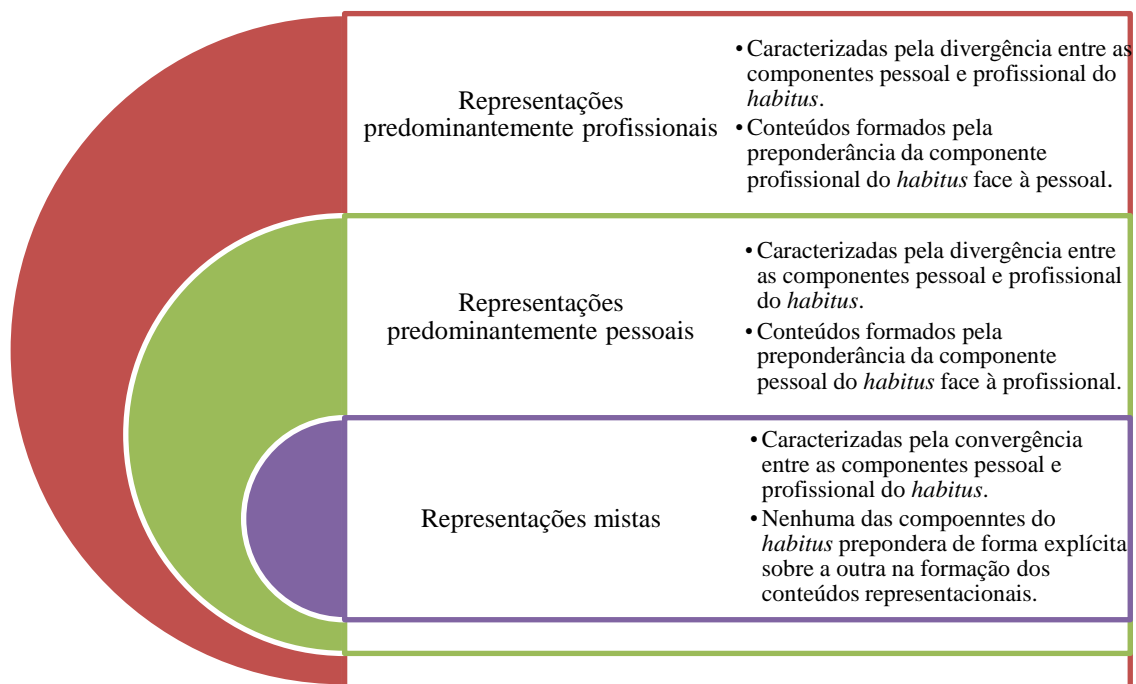 Representações
predominantemente profissionais
• Caracterizadas pela divergência entre as
componentes pessoal e profissional do
habitus.
• Conteúdos formados pela
preponderância da componente
profissional do habitus face à pessoal.
Representações
predominantemente pessoais
• Caracterizadas pela divergência entre
as componentes pessoal e profissional
do habitus.
• Conteúdos formados pela
preponderância da componente
pessoal do habitus face à profissional.
Representações mistas
• Caracterizadas pela convergência
entre as componentes pessoal e
profissional do habitus.
• Nenhuma das compoenntes do
habitus prepondera de forma explícita
sobre a outra na formação dos
conteúdos representacionais.